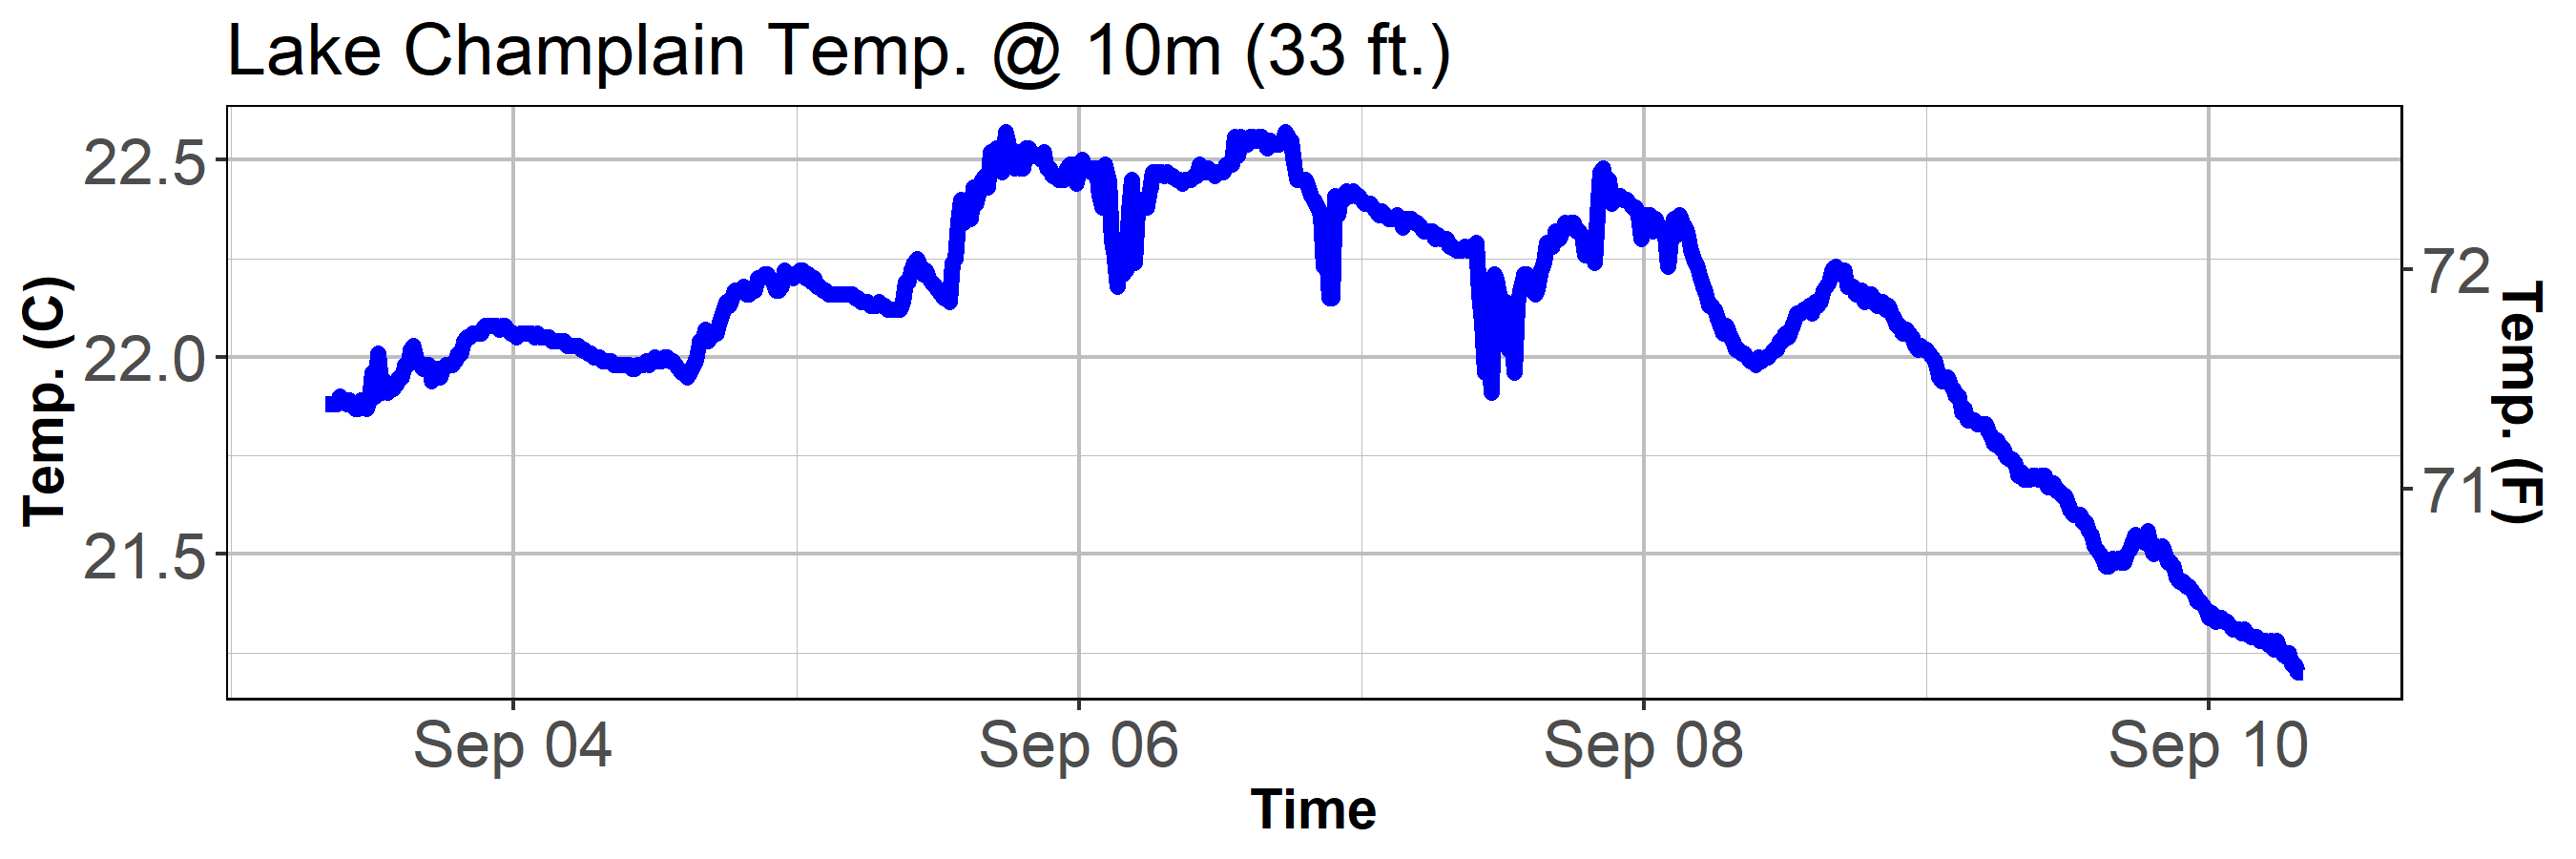 Lake Champlain Temp. @ 10m (33 ft.)
Temp. (C)
22.5
22.0
21.5
72
71
Temp. (F)
Sep 04 Sep 06 Sep 08 Sep 10
Time